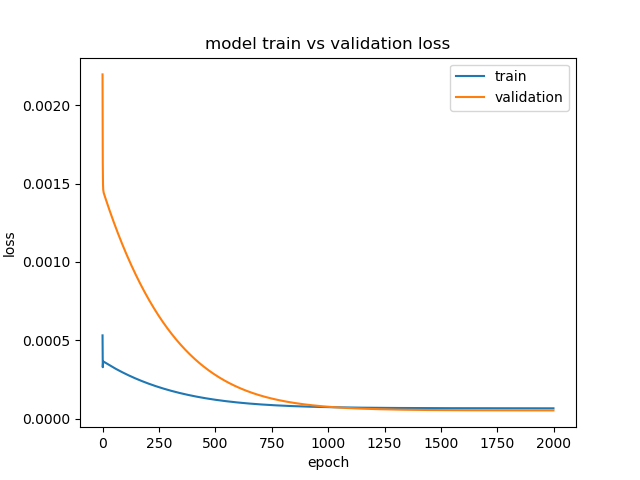 model train vs validation loss
train
validation
loss
0.0020
0.0015
0.0010
0.0005
0.0000
0 250 500 750 1000 1250 1500 1750 2000
epoch